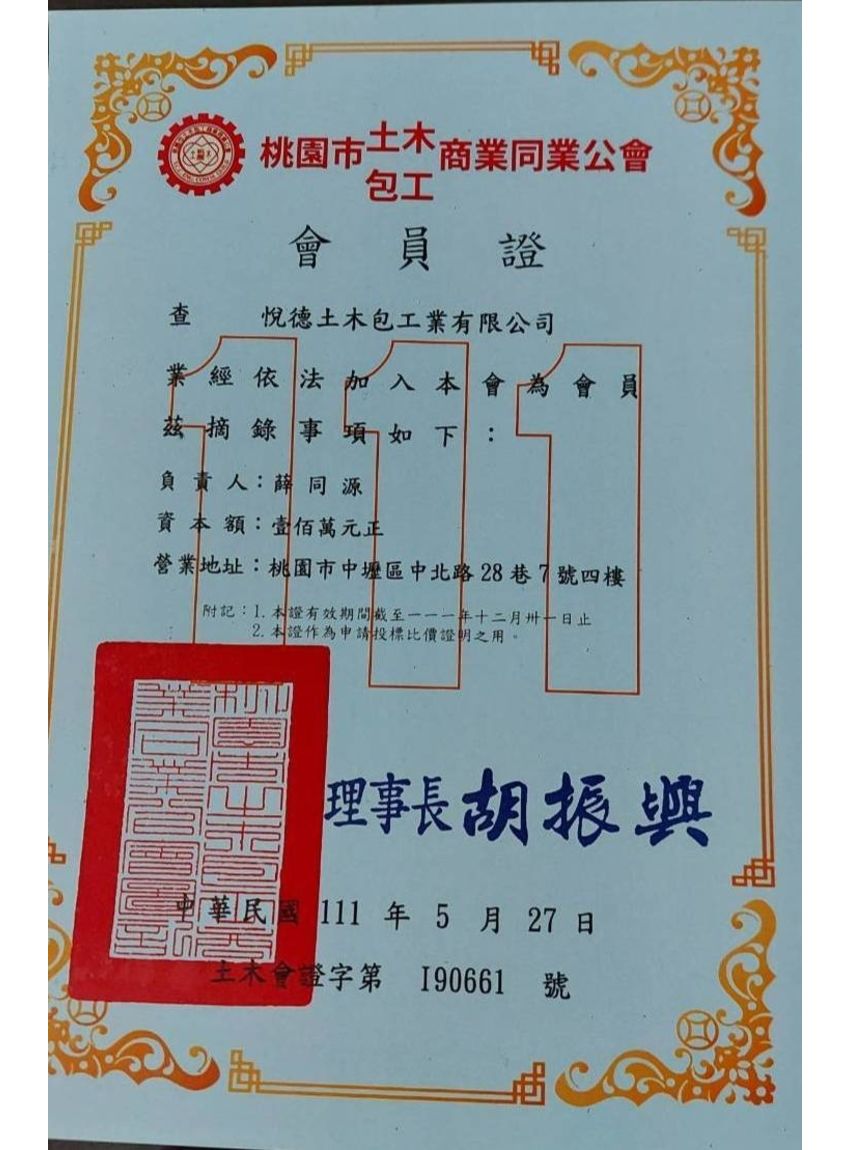 桃園市土木包工商業同業公會
會員證
查 悅德土木包工業有限公司
業經依法加入本會為會員
茲摘錄事項如下：
負責人：薛同源
資本額：壹佰萬元正
營業地址：桃園市中壢區中北路28巷7號四樓
附記：1. 本證有效期間截至一一一年十二月卅一日止
2. 本證作為申請投標比價證明之用。
111
理事長 胡振興
中華民國 111 年 5 月 27 日
土木會證字第 I90661 號